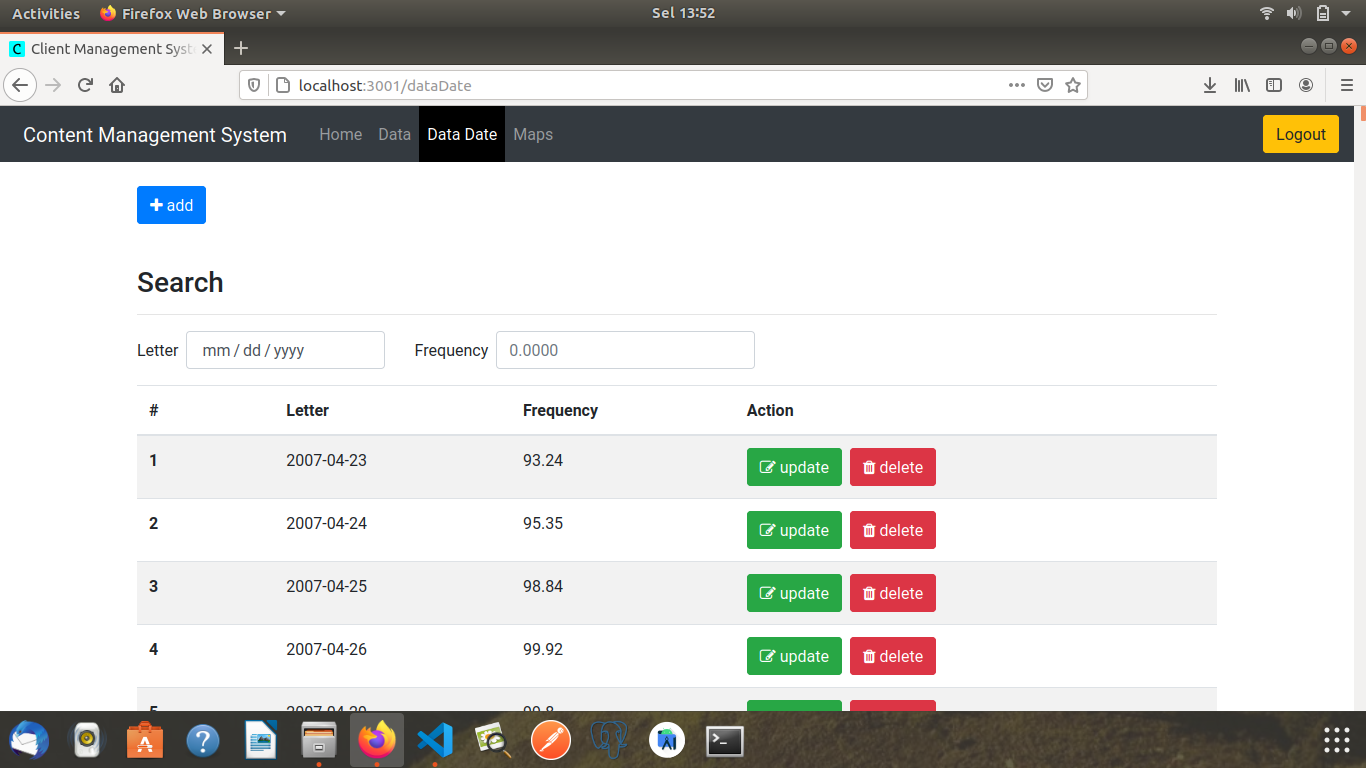 Activities Firefox Web Browser Sel 13:52
C Client Management Syst
localhost:3001/dataDate
Content Management System Home Data Data Date Maps Logout
add
Search
Letter mm / dd / yyyy Frequency 0.0000
# Letter Frequency Action
1 2007-04-23 93.24 update delete
2 2007-04-24 95.35 update delete
3 2007-04-25 98.84 update delete
4 2007-04-26 99.92 update delete